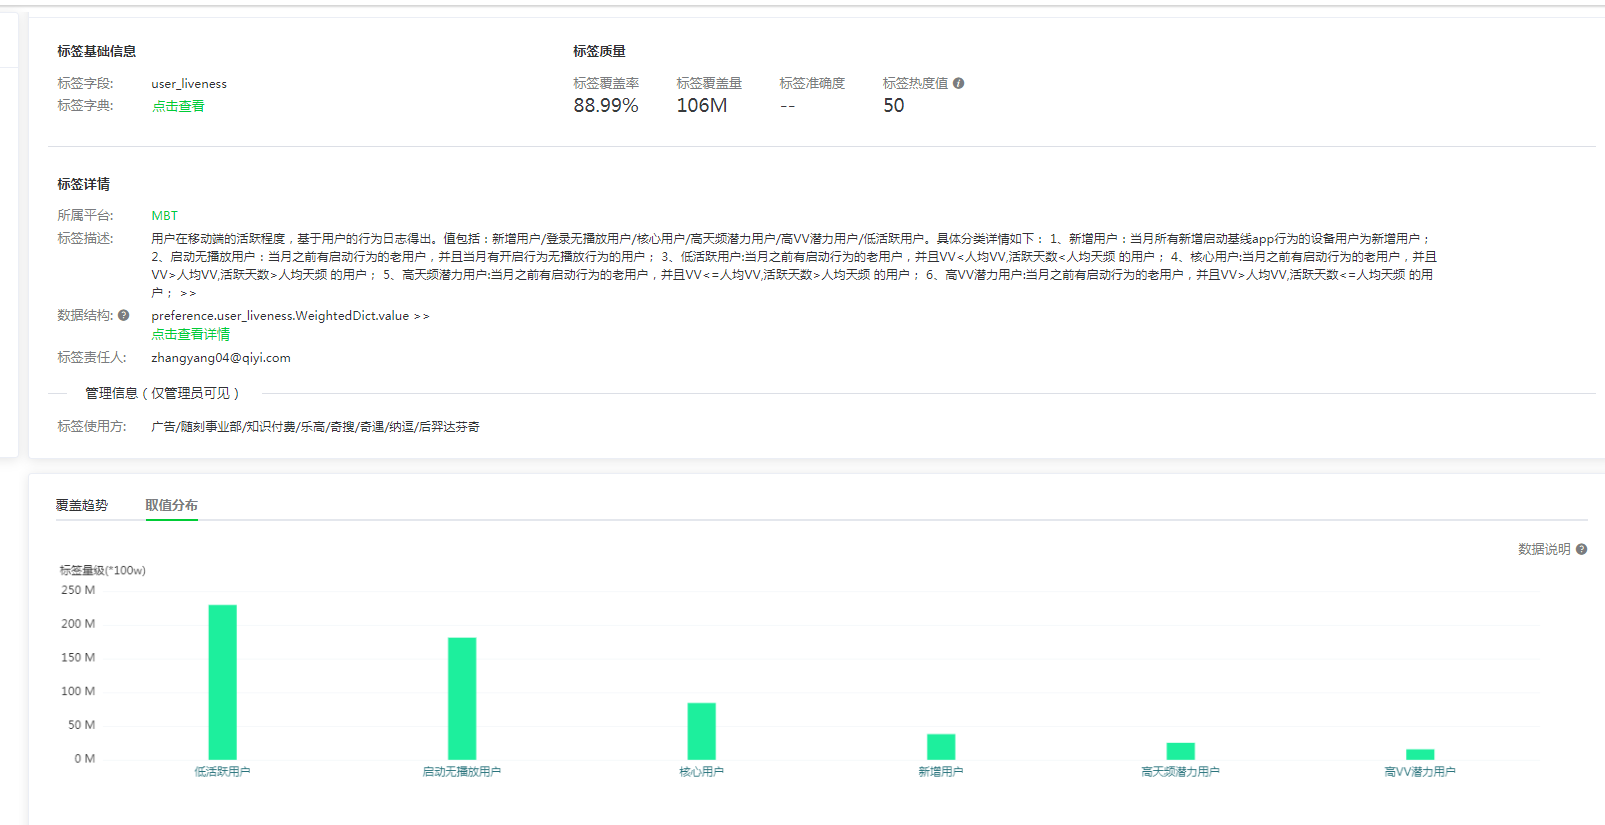 标签基础信息
标签字段: user_liveness
标签字典: 点击查看
标签质量
标签覆盖率 标签覆盖量 标签准确度 标签热度值
88.99% 106M -- 50
标签详情
所属平台: MBT
标签描述: 用户在移动端的活跃程度，基于用户的行为日志得出。值包括：新增用户/登录无播放用户/核心用户/高天频潜力用户/高VV潜力用户/低活跃用户。具体分类详情如下： 1、新增用户：当月所有新增启动基线app行为的设备用户为新增用户；
2、启动无播放用户：当月之前有启动行为的老用户，并且当月有开启行为无播放行为的用户； 3、低活跃用户:当月之前有启动行为的老用户，并且VV<人均VV,活跃天数<人均天频 的用户； 4、核心用户:当月之前有启动行为的老用户，并且
VV>人均VV,活跃天数>人均天频 的用户； 5、高天频潜力用户:当月之前有启动行为的老用户，并且VV<=人均VV,活跃天数>人均天频 的用户； 6、高VV潜力用户:当月之前有启动行为的老用户，并且VV>人均VV,活跃天数<=人均天频 的用
户； >>
数据结构: preference.user_liveness.WeightedDict.value >>
点击查看详情
标签责任人: zhangyang04@qiyi.com
管理信息（仅管理员可见）
标签使用方: 广告/随刻事业部/知识付费/乐高/奇搜/奇遇/纳逗/后羿达芬奇
覆盖趋势 取值分布
数据说明
标签量级(*100w)
250 M
200 M
150 M
100 M
50 M
0 M
低活跃用户 启动无播放用户 核心用户 新增用户 高天频潜力用户 高VV潜力用户